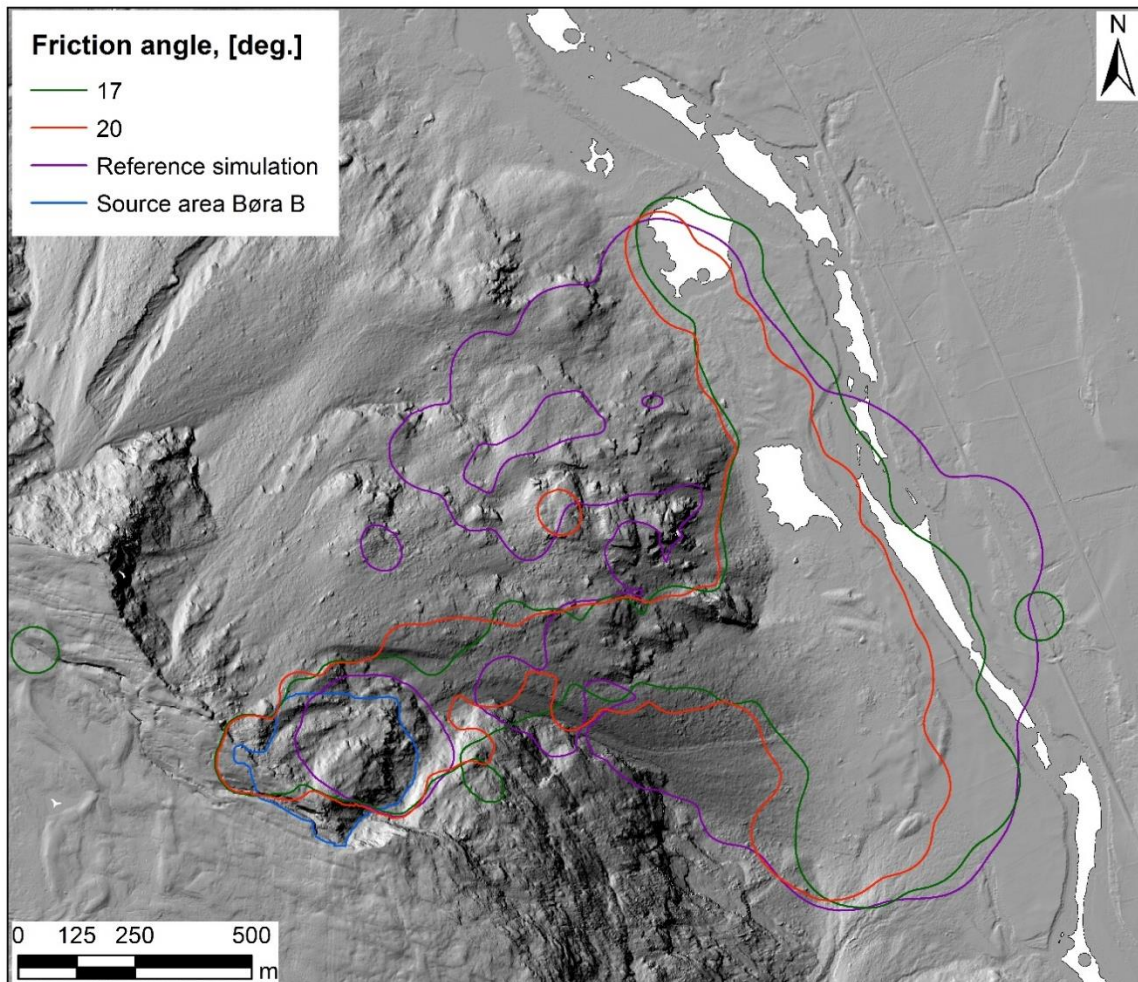 Friction angle, [deg.]
17
20
Reference simulation
Source area Børa B
N
0 125 250 500
m